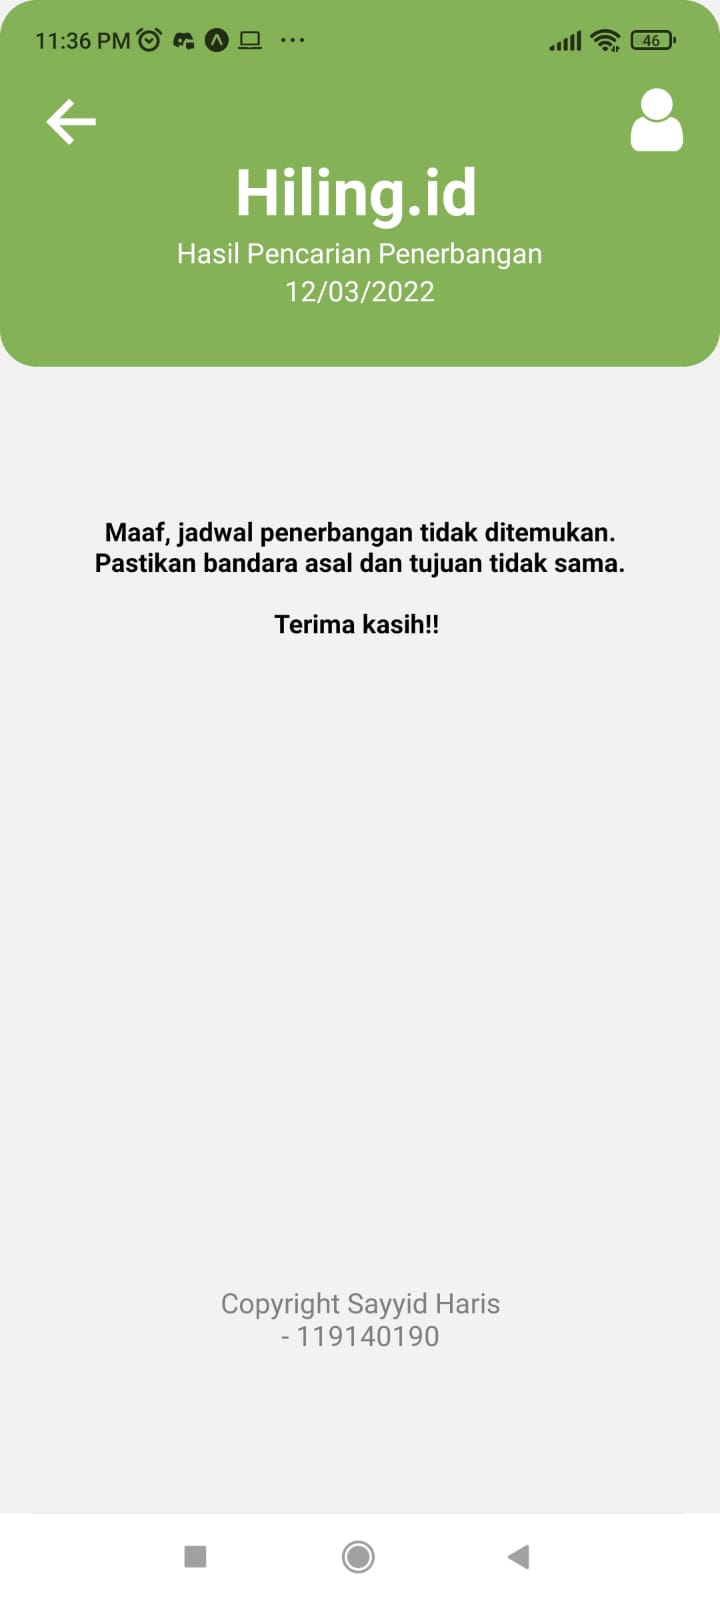 11:36 PM
46
Hiling.id
Hasil Pencarian Penerbangan
12/03/2022
Maaf, jadwal penerbangan tidak ditemukan.
Pastikan bandara asal dan tujuan tidak sama.
Terima kasih!!
Copyright Sayyid Haris
- 119140190